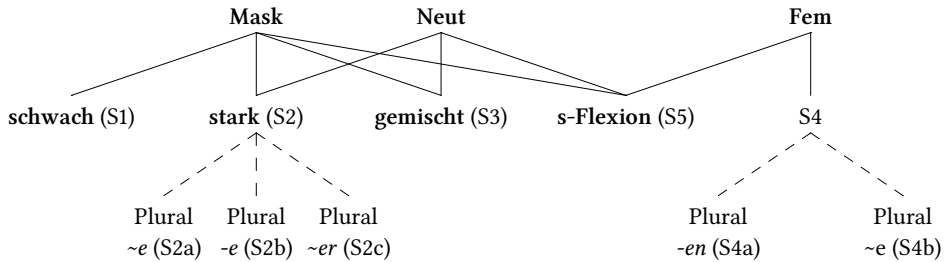 Mask Neut Fem
schwach (S1) stark (S2) gemischt (S3) s-Flexion (S5) S4
Plural Plural Plural Plural Plural
~e (S2a) -e (S2b) ~er (S2c) -en (S4a) ~e (S4b)